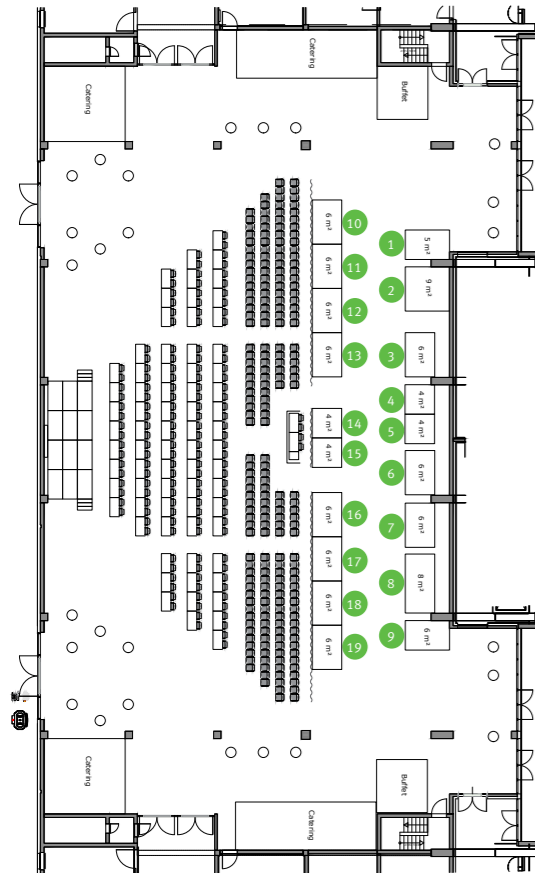 Catering
Catering
Buffet
10
6 m²
11
6 m²
12
6 m²
13
6 m²
14
4 m²
15
4 m²
16
6 m²
17
6 m²
18
6 m²
19
6 m²
1
5 m²
2
9 m²
3
6 m²
4
4 m²
5
4 m²
6
6 m²
7
6 m²
8
8 m²
9
6 m²
Catering
Catering
Buffet